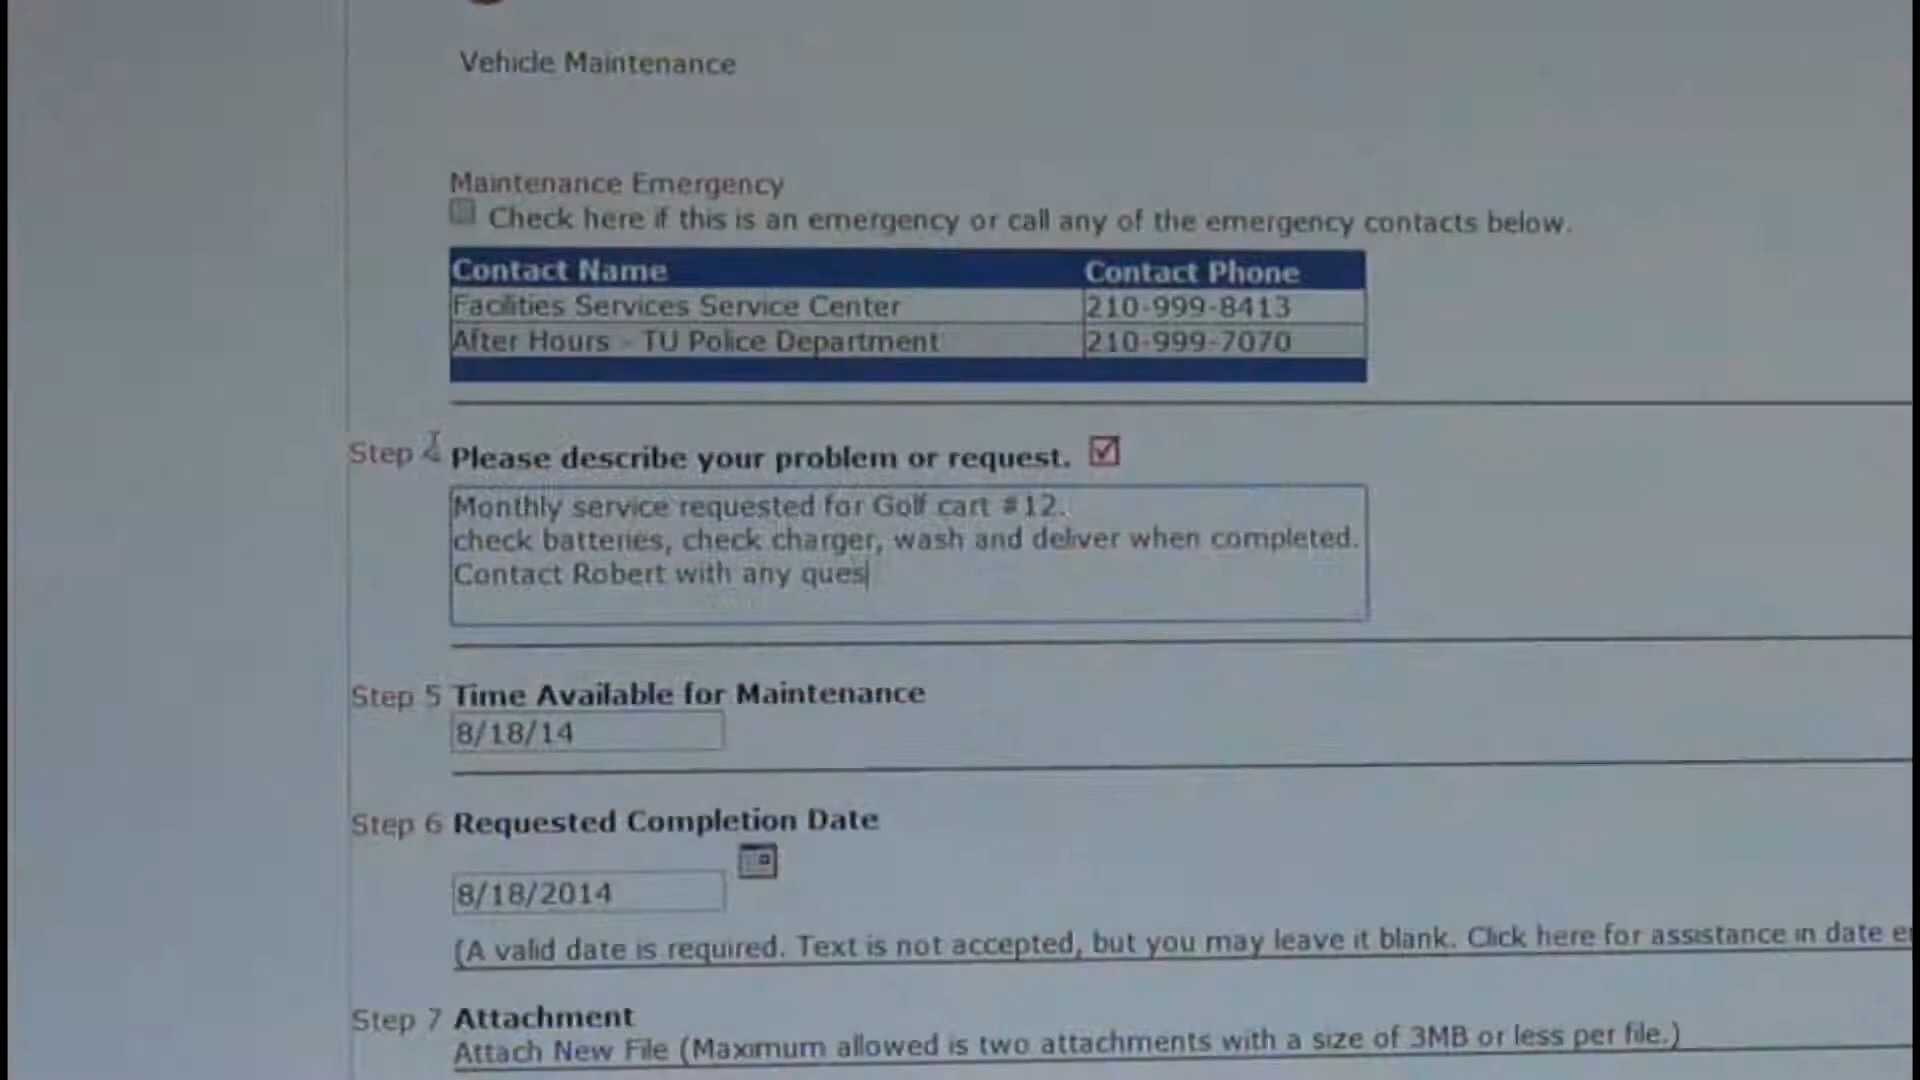 Vehicle Maintenance
Maintenance Emergency
Check here if this is an emergency or call any of the emergency contacts below.
Contact Name Contact Phone
Facilities Services Service Center 210-999-8413
After Hours - TU Police Department 210-999-7070
Step 4 Please describe your problem or request.
Monthly service requested for Golf cart #12.
check batteries, check charger, wash and deliver when completed.
Contact Robert with any ques
Step 5 Time Available for Maintenance
8/18/14
Step 6 Requested Completion Date
8/18/2014
(A valid date is required. Text is not accepted, but you may leave it blank. Click here for assistance in date
Step 7 Attachment
Attach New File (Maximum allowed is two attachments with a size of 3MB or less per file.)